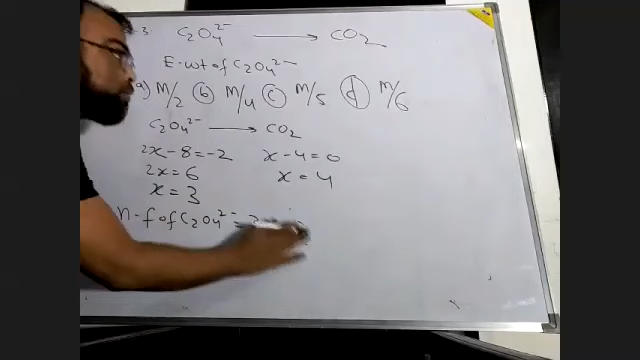 3. C₂O₄²⁻ ⟶ CO₂
E-wt of C₂O₄²⁻
a) M/2 (b) M/4 (c) M/5 (d) M/6
C₂O₄²⁻ ⟶ CO₂
2x-8=-2 x-4=0
2x=6 x=4
x=3
n-f of C₂O₄²⁻ =